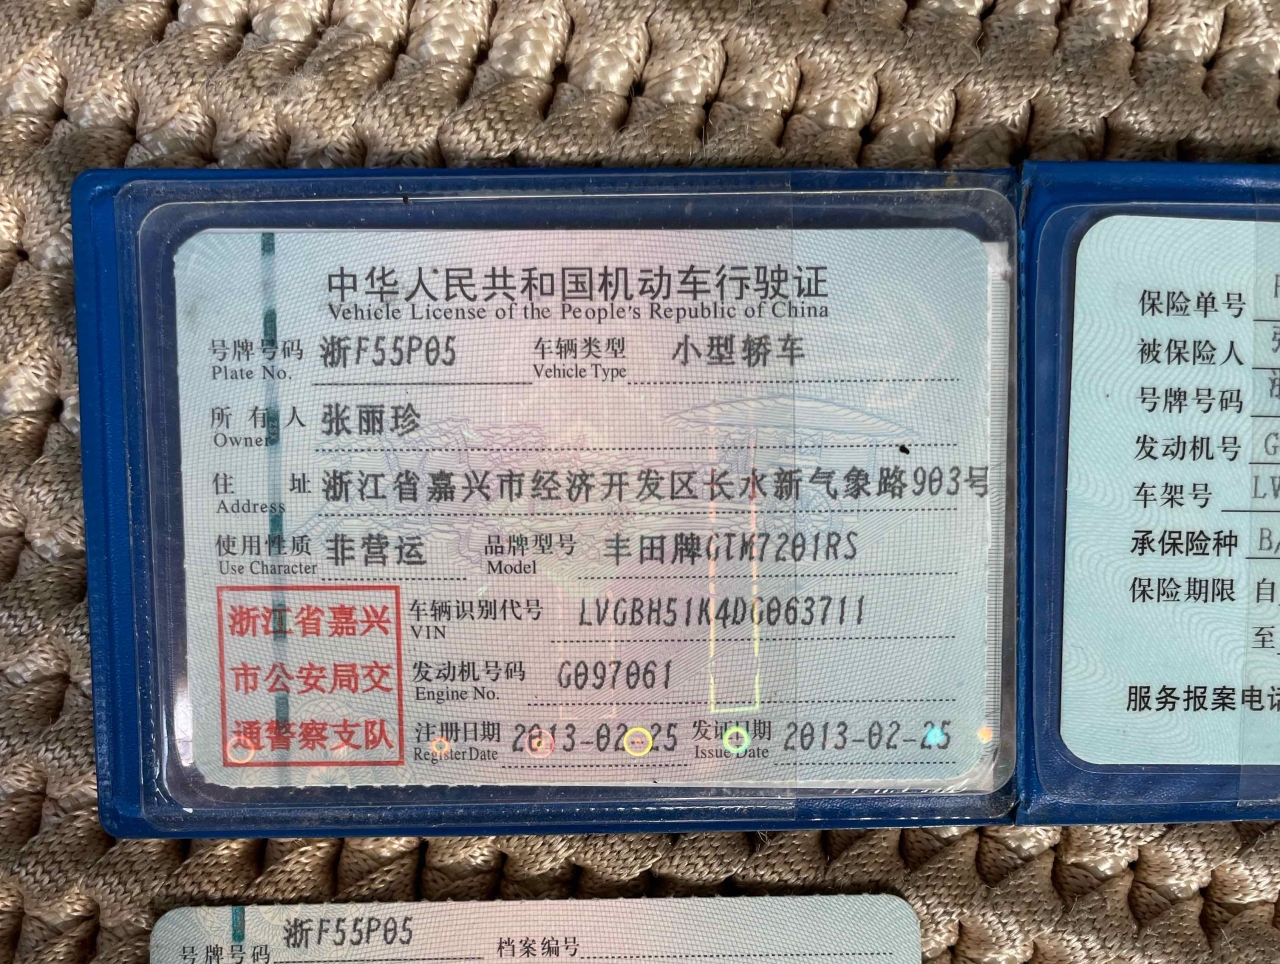 中华人民共和国机动车行驶证
Vehicle License of the People's Republic of China
号牌号码 浙F55P05 车辆类型 小型轿车
Plate No. Vehicle Type
所有人 张丽珍
Owner
住址 浙江省嘉兴市经济开发区长水新气象路903号
Address
使用性质 非营运 品牌型号 丰田牌GTM7201RS
Use Character Model
浙江省嘉兴
市公安局交
通警察支队
车辆识别代号 LVGBH51K4DG063711
VIN
发动机号码 G097061
Engine No.
注册日期 2013-02-25 发证日期 2013-02-25
Register Date Issue Date
保险单号
被保险人
号牌号码
发动机号 G
车架号 LV
承保险种 B/
保险期限 自
至
服务报案电话
号牌号码 浙F55P05 档案编号